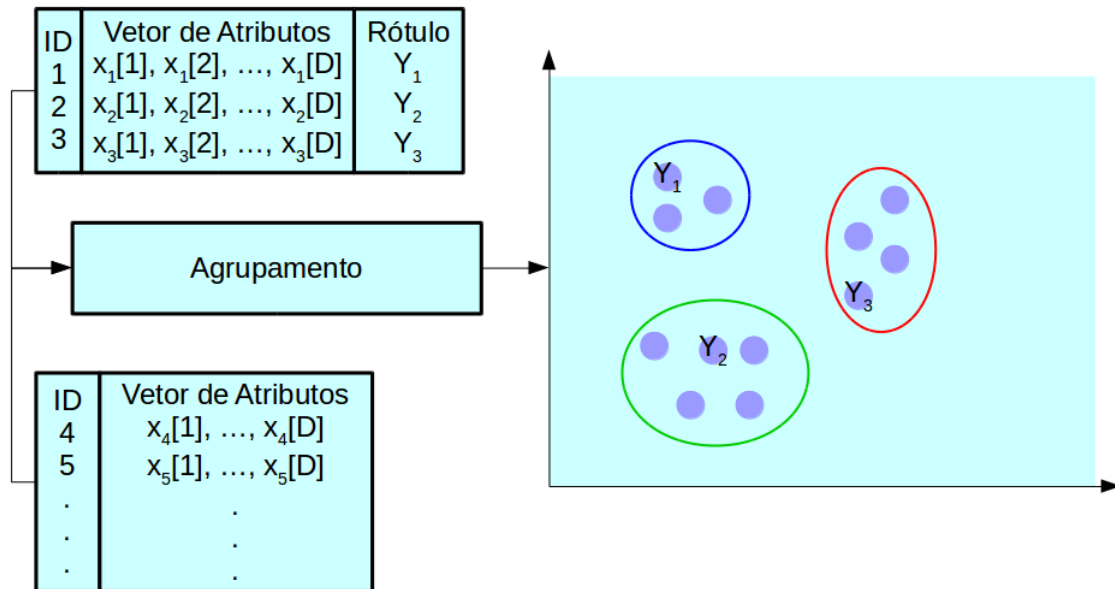 ID Vetor de Atributos Rótulo
1 x₁[1], x₁[2], …, x₁[D] Y₁
2 x₂[1], x₂[2], …, x₂[D] Y₂
3 x₃[1], x₃[2], …, x₃[D] Y₃
Agrupamento
ID Vetor de Atributos
4 x₄[1], …, x₄[D]
5 x₅[1], …, x₅[D]
. .
. .
. .
Y₁
Y₃
Y₂